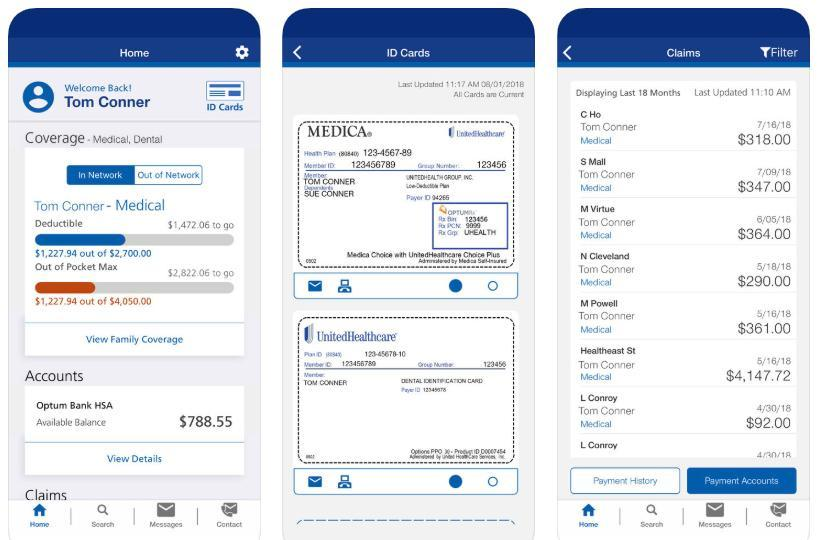 Home
Welcome Back!
Tom Conner
ID Cards
Coverage - Medical, Dental
In Network
Out of Network
Tom Conner - Medical
Deductible
$1,472.06 to go
$1,227.94 out of $2,700.00
Out of Pocket Max
$2,822.06 to go
$1,227.94 out of $4,050.00
View Family Coverage
Accounts
Optum Bank HSA
Available Balance
$788.55
View Details
Claims
Home
Search
Messages
Contact
ID Cards
Last Updated 11:17 AM 08/01/2018
All Cards are Current
MEDICA®
UnitedHealthcare
Health Plan (80840) 123-4567-89
Member ID: 123456789 Group Number: 123456
Member:
TOM CONNER
Dependents
SUE CONNER
UNITEDHEALTH GROUP, INC.
Low-Deductible Plan
Payer ID 94265
OPTUMRx
Rx Bin: 123456
Rx PCN: 9999
Rx Grp: UHEALTH
Medica Choice with UnitedHealthcare Choice Plus
0902 Administered by Medica Self-Insured
UnitedHealthcare
Plan ID (80840) 123-45678-10
Member ID: 123456789 Group Number: 123456
Member:
TOM CONNER
DENTAL IDENTIFICATION CARD
Payer ID 12345678
Options PPO 30 - Product ID,D0007454
Administered by United HealthCare Services, Inc.
Claims
Filter
Displaying Last 18 Months Last Updated 11:10 AM
C Ho
Tom Conner 7/16/18
Medical $318.00
S Mall
Tom Conner 7/09/18
Medical $347.00
M Virtue
Tom Conner 6/05/18
Medical $364.00
N Cleveland
Tom Conner 5/18/18
Medical $290.00
M Powell
Tom Conner 5/16/18
Medical $361.00
Healtheast St
Tom Conner 5/16/18
Medical $4,147.72
L Conroy
Tom Conner 4/30/18
Medical $92.00
L Conroy
4/30/18
Payment History
Payment Accounts
Home
Search
Messages
Contact